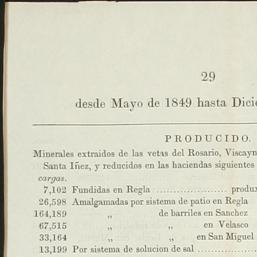 29
desde Mayo de 1849 hasta Dici
PRODUCIDO.
Minerales extraidos de las vetas del Rosario, Viscayn
Santa Iñez, y reducidos en las haciendas siguientes
cargas.
7,102 Fundidas en Regla .................... produ
26,598 Amalgamadas por sistema de patio en Regla
164,189 „ de barriles en Sanchez
67,515 „ „ en Velasco
33,164 „ „ en San Miguel
13,199 Por sistema de solucion de sal ....................